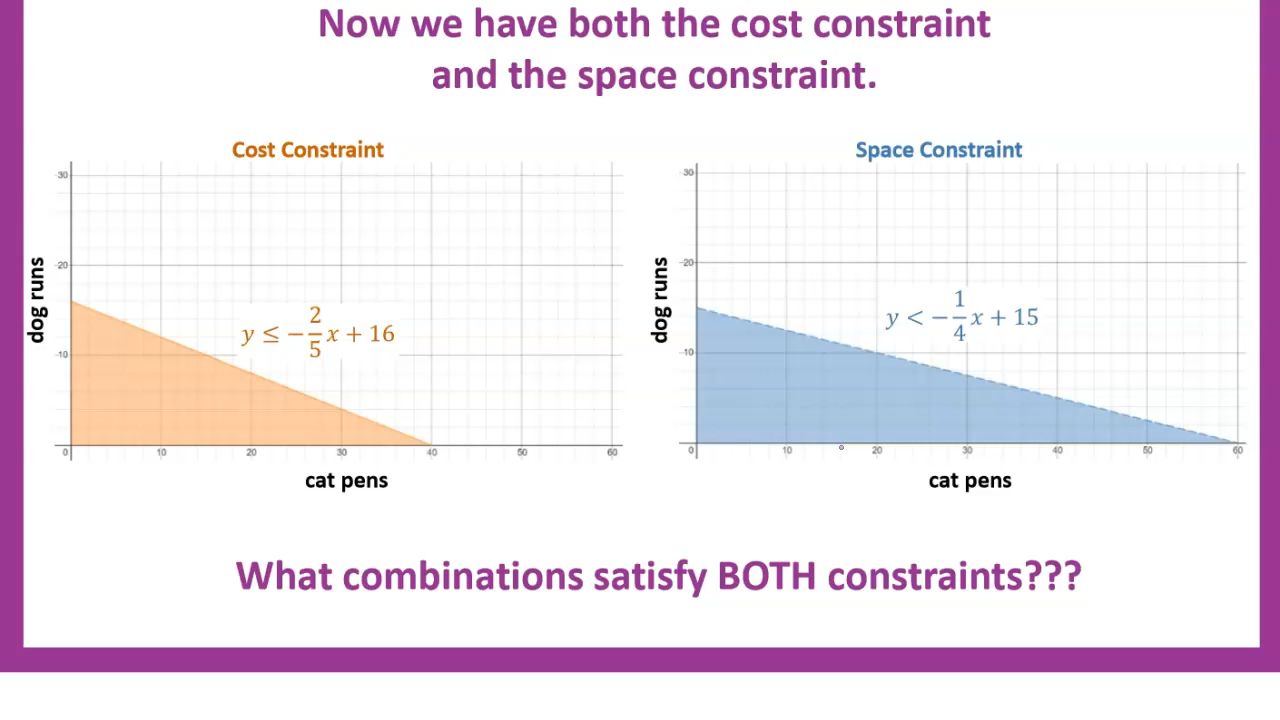 Now we have both the cost constraint
and the space constraint.
Cost Constraint
30
20
10
0
10
20
30
40
50
60
dog runs
cat pens
y ≤ −2/5x + 16
Space Constraint
30
20
10
0
10
20
30
40
50
60
dog runs
cat pens
y < −1/4x + 15
What combinations satisfy BOTH constraints???